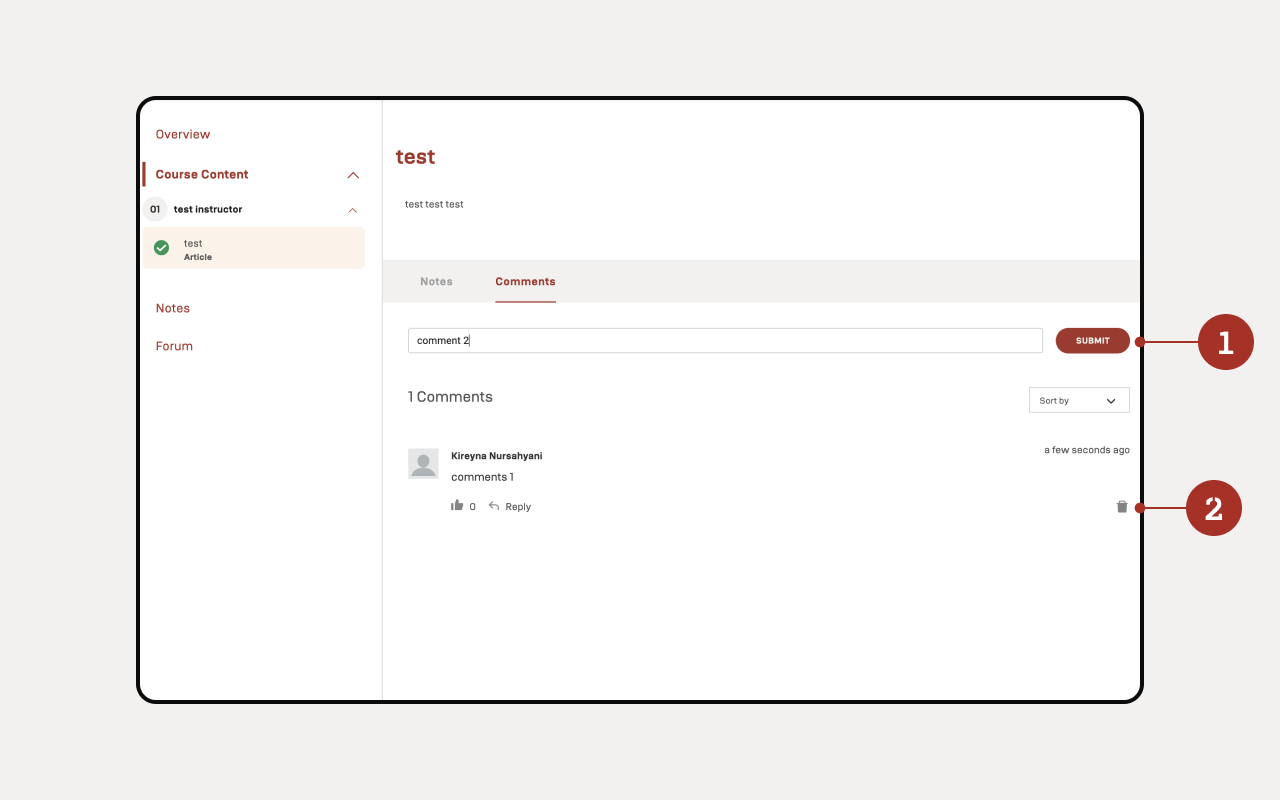 Overview
Course Content
01 test instructor
test
Article
Notes
Forum
test
test test test
Notes Comments
comment 2 SUBMIT
1
1 Comments Sort by
Kireyna Nursahyani a few seconds ago
comments 1
0 Reply
2